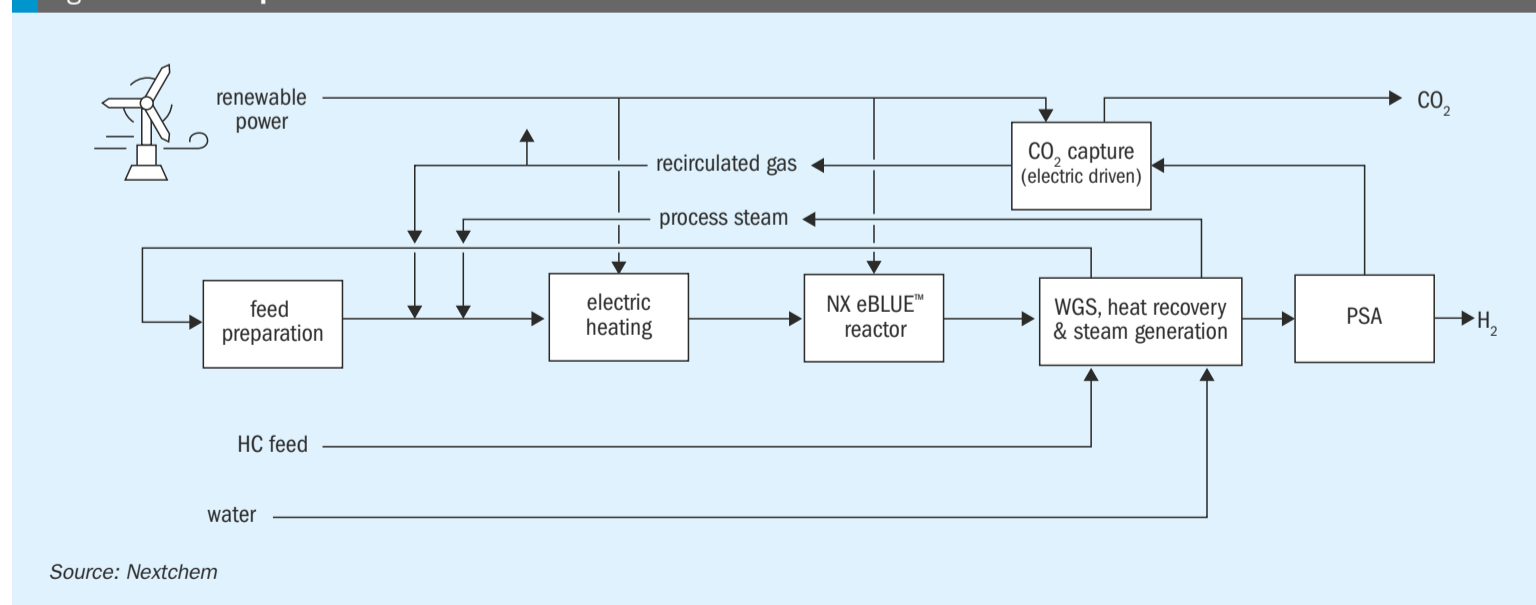 renewable
power
CO₂
CO₂ capture
(electric driven)
recirculated gas
process steam
feed
preparation
electric
heating
NX eBLUE™
reactor
WGS, heat recovery
& steam generation
PSA
H₂
HC feed
water
Source: Nextchem